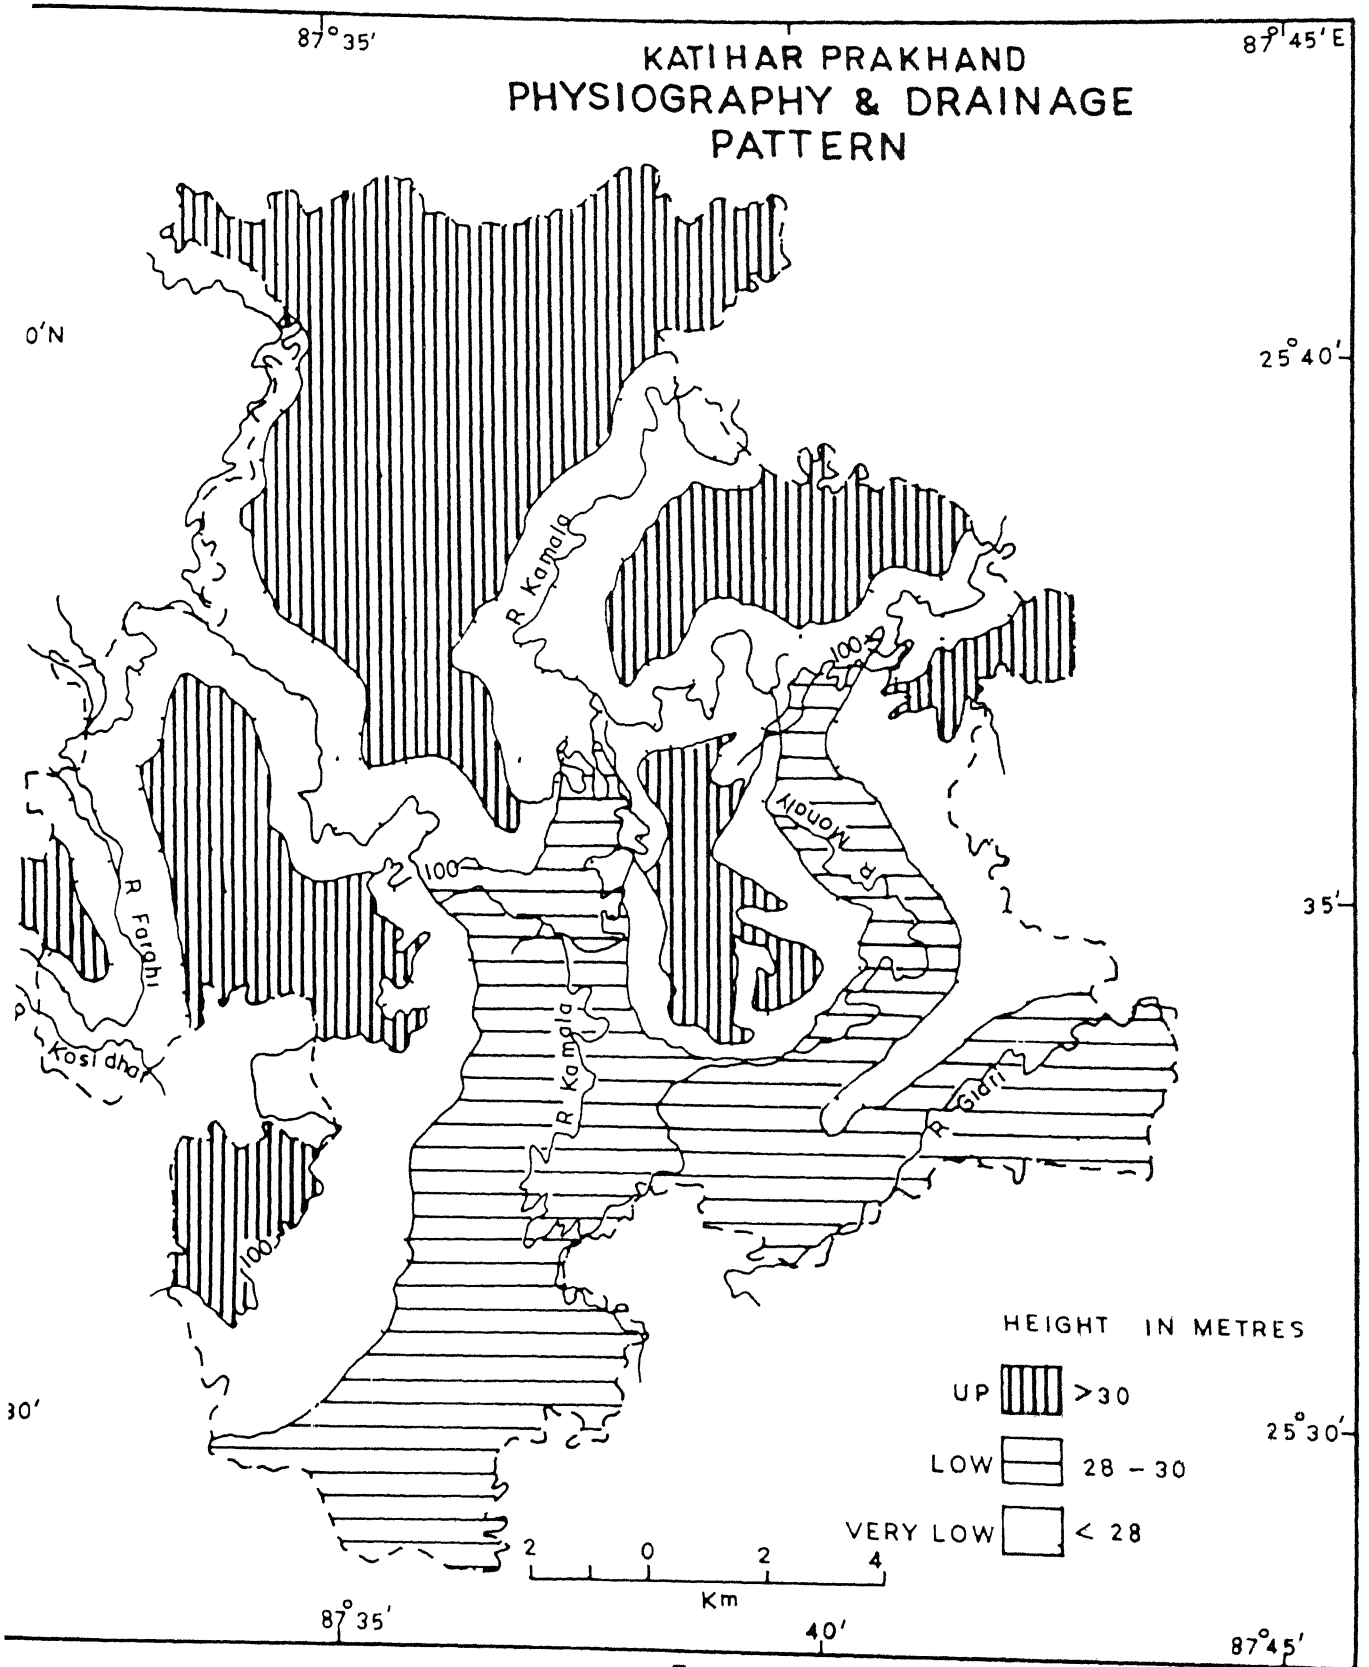 87°35'
87°45'E
KATIHAR PRAKHAND
PHYSIOGRAPHY & DRAINAGE
PATTERN
0'N
25°40'
R Kamala
100
R Monaly
100
R Farahi
35'
R Kamala
Kosi dhar
R Gidri
100
HEIGHT IN METRES
UP >30
30'
25°30'
LOW 28 – 30
VERY LOW < 28
2 0 2 4
Km
87°35'
40'
87°45'